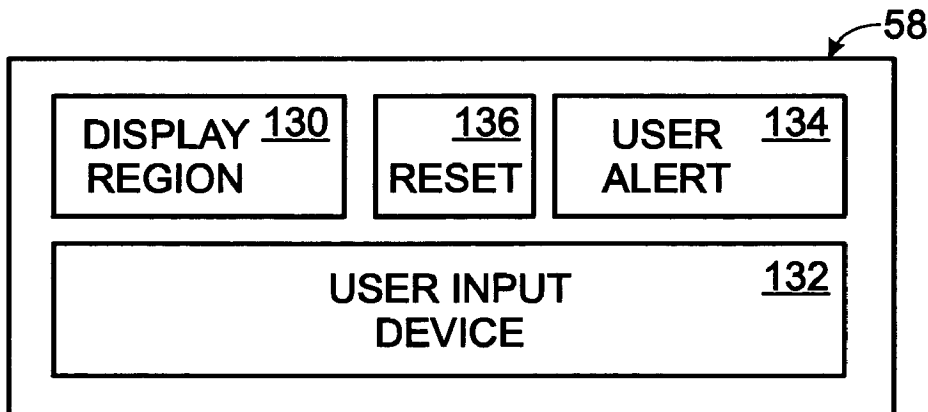 58
DISPLAY 130
REGION
136
RESET
USER 134
ALERT
USER INPUT 132
DEVICE